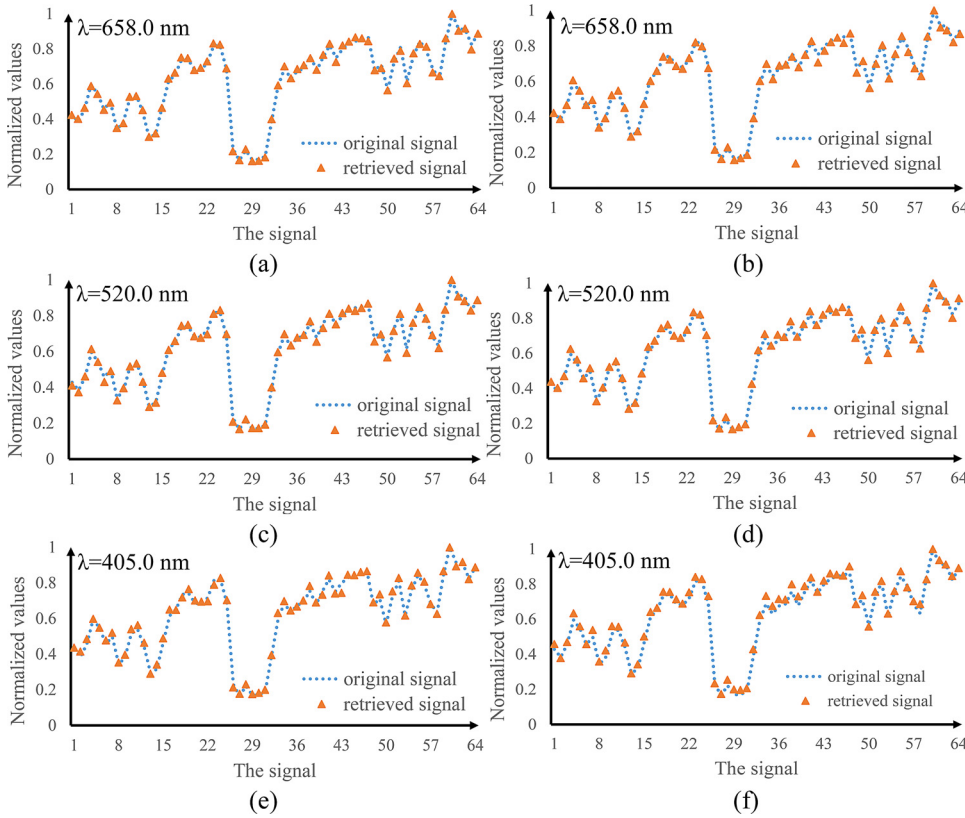 λ=658.0 nm
Normalized values
1
0.8
0.6
0.4
0.2
0
original signal
retrieved signal
1 8 15 22 29 36 43 50 57 64
The signal
(a)
λ=658.0 nm
Normalized values
1
0.8
0.6
0.4
0.2
0
original signal
retrieved signal
1 8 15 22 29 36 43 50 57 64
The signal
(b)
λ=520.0 nm
Normalized values
1
0.8
0.6
0.4
0.2
0
original signal
retrieved signal
1 8 15 22 29 36 43 50 57 64
The signal
(c)
λ=520.0 nm
Normalized values
1
0.8
0.6
0.4
0.2
0
original signal
retrieved signal
1 8 15 22 29 36 43 50 57 64
The signal
(d)
λ=405.0 nm
Normalized values
1
0.8
0.6
0.4
0.2
0
original signal
retrieved signal
1 8 15 22 29 36 43 50 57 64
The signal
(e)
λ=405.0 nm
Normalized values
1
0.8
0.6
0.4
0.2
0
original signal
retrieved signal
1 8 15 22 29 36 43 50 57 64
The signal
(f)